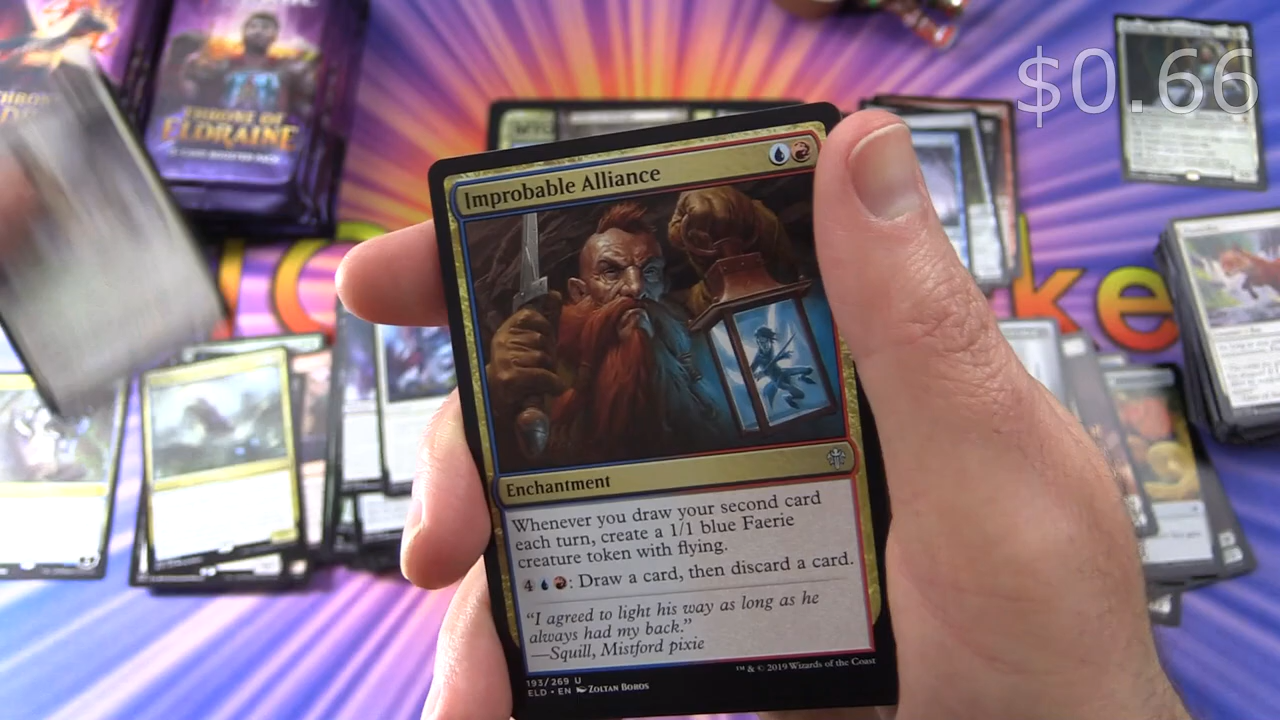 $0.66
THRONE OF
ELDRAINE
Improbable Alliance
Enchantment
Whenever you draw your second card
each turn, create a 1/1 blue Faerie
creature token with flying.
4 : Draw a card, then discard a card.
"I agreed to light his way as long as he
always had my back."
—Squill, Mistford pixie
193/269 U
ELD • EN ZOLTAN BOROS
™ & © 2019 Wizards of the Coast